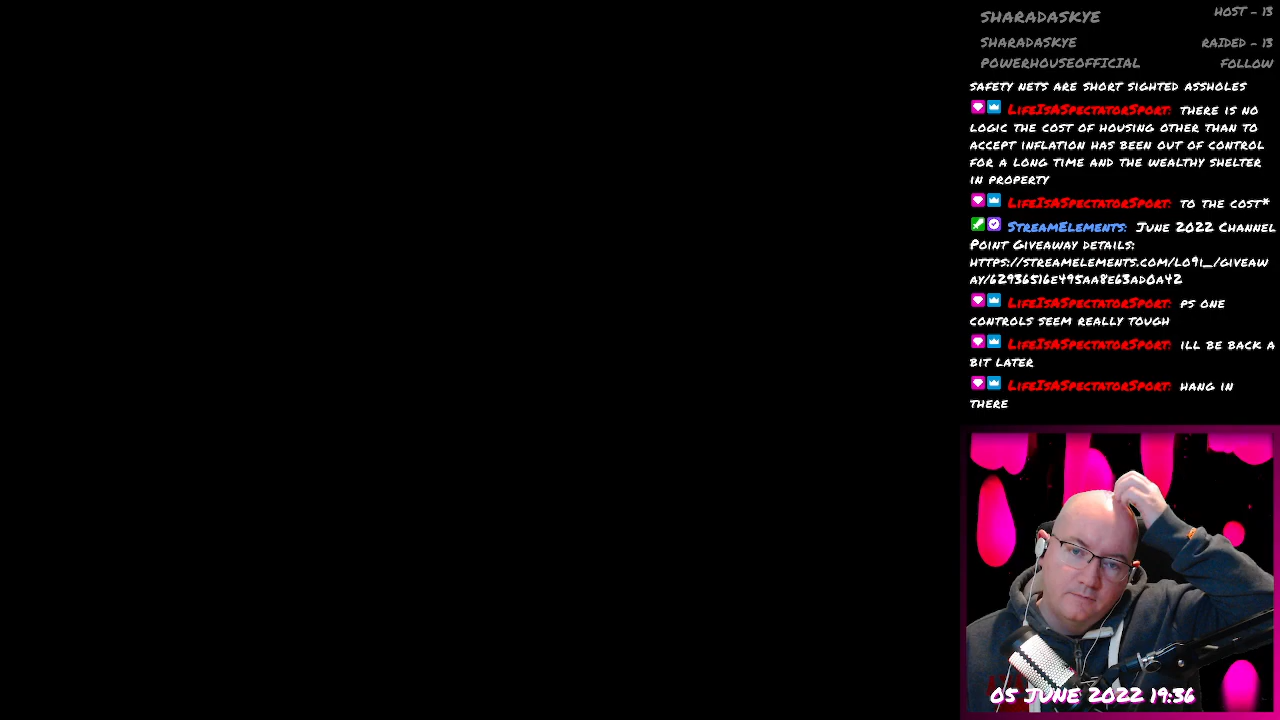 SHARADASKYE HOST - 13
SHARADASKYE RAIDED - 13
POWERHOUSEOFFICIAL FOLLOW
SAFETY NETS ARE SHORT SIGHTED ASSHOLES
LifeIsASpectatorSport: THERE IS NO
LOGIC THE COST OF HOUSING OTHER THAN TO
ACCEPT INFLATION HAS BEEN OUT OF CONTROL
FOR A LONG TIME AND THE WEALTHY SHELTER
IN PROPERTY
LifeIsASpectatorSport: TO THE COST*
StreamElements: June 2022 Channel
Point Giveaway details:
https://streamelements.com/lo9i_/giveaw
ay/62936516e495aa8e63ad0a42
LifeIsASpectatorSport: PS ONE
CONTROLS SEEM REALLY TOUGH
LifeIsASpectatorSport: ILL BE BACK A
BIT LATER
LifeIsASpectatorSport: HANG IN
THERE
05 JUNE 2022 19:36